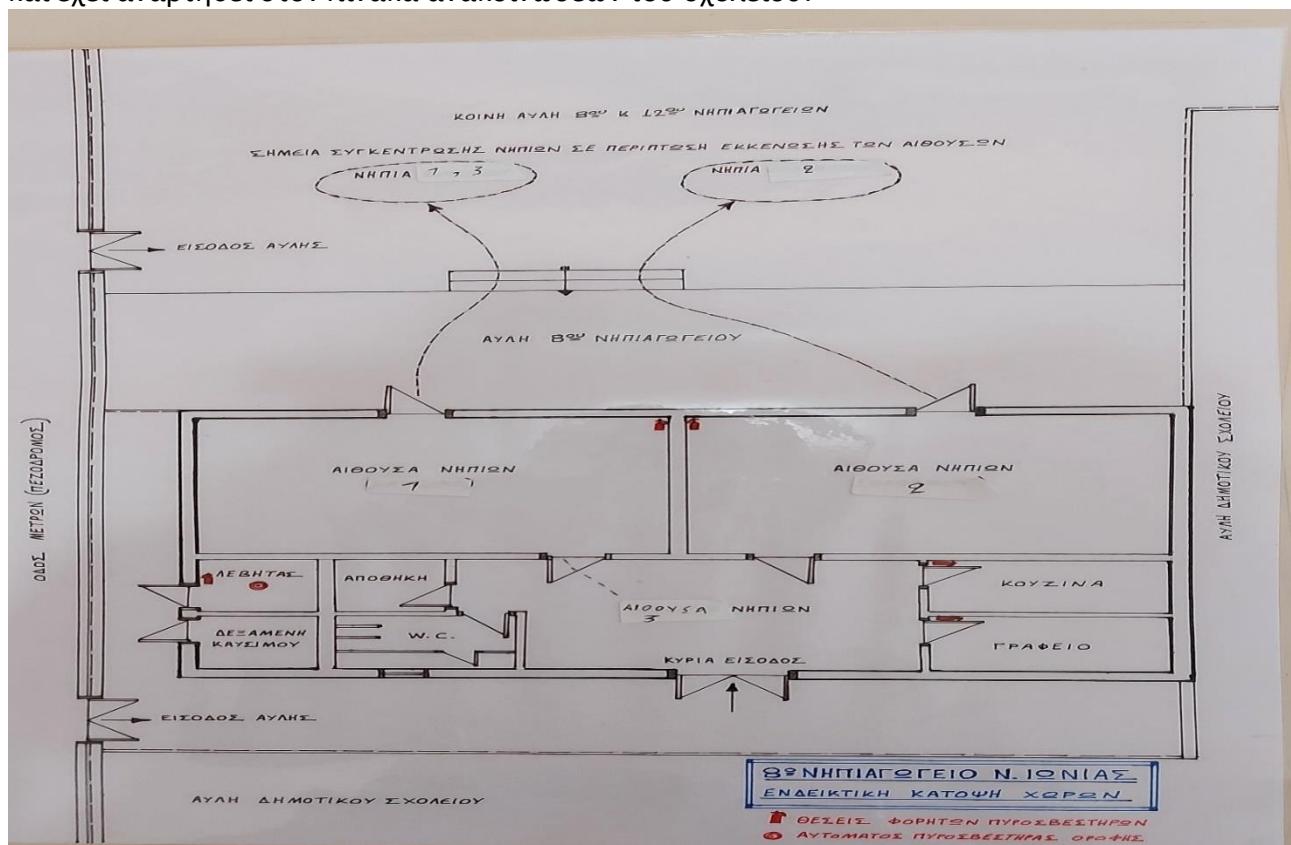 ΚΟΙΝΗ ΑΥΛΗ 8ου Κ 12ου ΝΗΠΙΑΓΩΓΕΙΩΝ
ΣΗΜΕΙΑ ΣΥΓΚΕΝΤΡΩΣΗΣ ΝΗΠΙΩΝ ΣΕ ΠΕΡΙΠΤΩΣΗ ΕΚΚΕΝΩΣΗΣ ΤΩΝ ΑΙΘΟΥΣΩΝ
ΝΗΠΙΑ 1, 3
ΝΗΠΙΑ 2
ΕΙΣΟΔΟΣ ΑΥΛΗΣ
ΑΥΛΗ 8ου ΝΗΠΙΑΓΩΓΕΙΟΥ
ΟΔΟΣ ΜΕΤΡΩΝ (ΠΕΖΟΔΡΟΜΟΣ)
ΑΥΛΗ ΔΗΜΟΤΙΚΟΥ ΣΧΟΛΕΙΟΥ
ΑΙΘΟΥΣΑ ΝΗΠΙΩΝ
1
ΑΙΘΟΥΣΑ ΝΗΠΙΩΝ
2
ΛΕΒΗΤΑΣ
ΑΠΟΘΗΚΗ
ΚΟΥΖΙΝΑ
ΑΙΘΟΥΣΑ ΝΗΠΙΩΝ
3
ΔΕΞΑΜΕΝΗ
ΚΑΥΣΙΜΟΥ
W.C.
ΓΡΑΦΕΙΟ
ΚΥΡΙΑ ΕΙΣΟΔΟΣ
ΕΙΣΟΔΟΣ ΑΥΛΗΣ
ΑΥΛΗ ΔΗΜΟΤΙΚΟΥ ΣΧΟΛΕΙΟΥ
8ο ΝΗΠΙΑΓΩΓΕΙΟ Ν. ΙΩΝΙΑΣ
ΕΝΔΕΙΚΤΙΚΗ ΚΑΤΟΨΗ ΧΩΡΩΝ
ΘΕΣΕΙΣ ΦΟΡΗΤΩΝ ΠΥΡΟΣΒΕΣΤΗΡΩΝ
ΑΥΤΟΜΑΤΟΣ ΠΥΡΟΣΒΕΣΤΗΡΑΣ ΟΡΟΦΗΣ